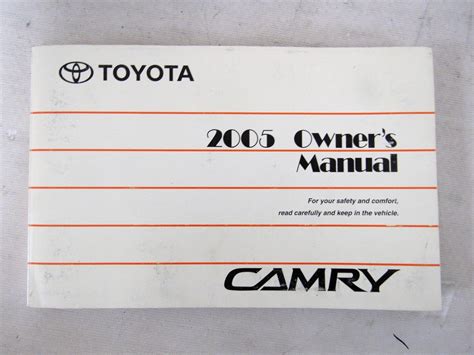 TOYOTA
2005 Owner's
Manual
For your safety and comfort,
read carefully and keep in the vehicle.
CAMRY